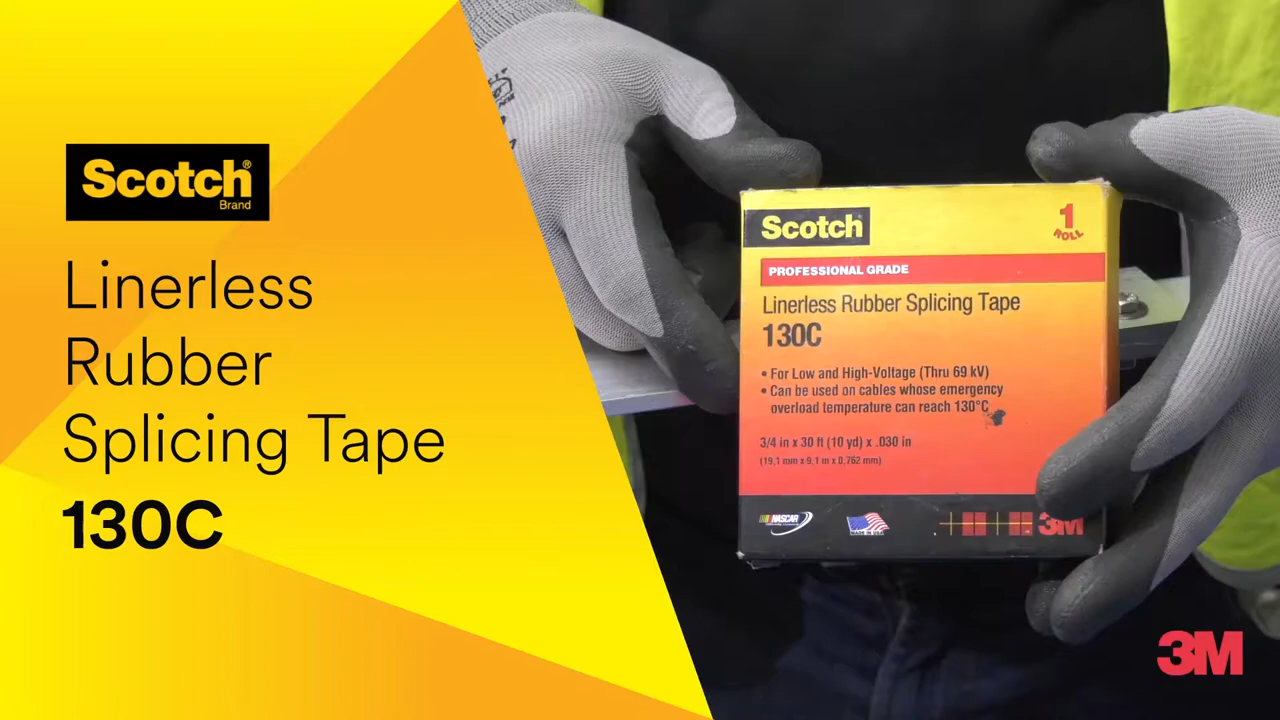 Scotch®
Brand
Linerless
Rubber
Splicing Tape
130C
Scotch
1
ROLL
PROFESSIONAL GRADE
Linerless Rubber Splicing Tape
130C
• For Low and High-Voltage (Thru 69 kV)
• Can be used on cables whose emergency
overload temperature can reach 130°C
3/4 in x 30 ft (10 yd) x .030 in
(19,1 mm x 9,1 m x 0,762 mm)
NASCAR
MADE IN USA
3M
3M